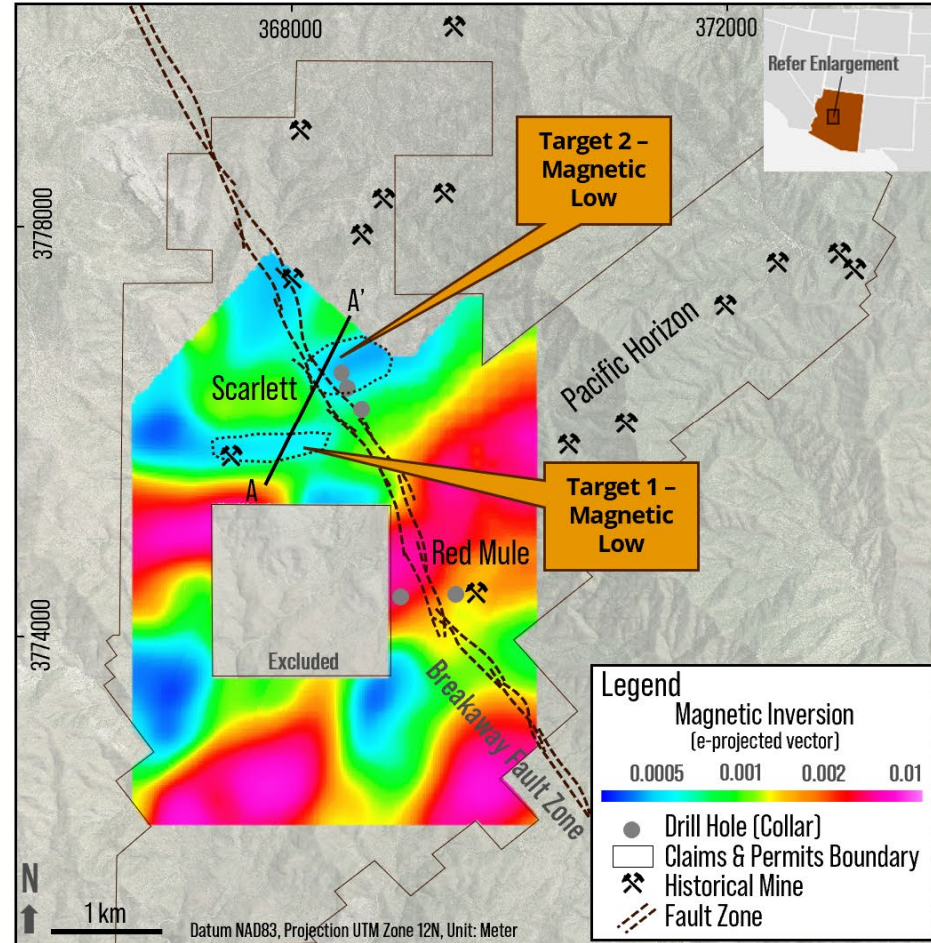 368000
372000
Refer Enlargement
Target 2 –
Magnetic
Low
3778000
A'
Scarlett
Pacific Horizon
A
Target 1 –
Magnetic
Low
Red Mule
3774000
Excluded
Breakaway Fault Zone
Legend
Magnetic Inversion
(e-projected vector)
0.0005 0.001 0.002 0.01
Drill Hole (Collar)
Claims & Permits Boundary
Historical Mine
Fault Zone
N
1 km
Datum NAD83, Projection UTM Zone 12N, Unit: Meter